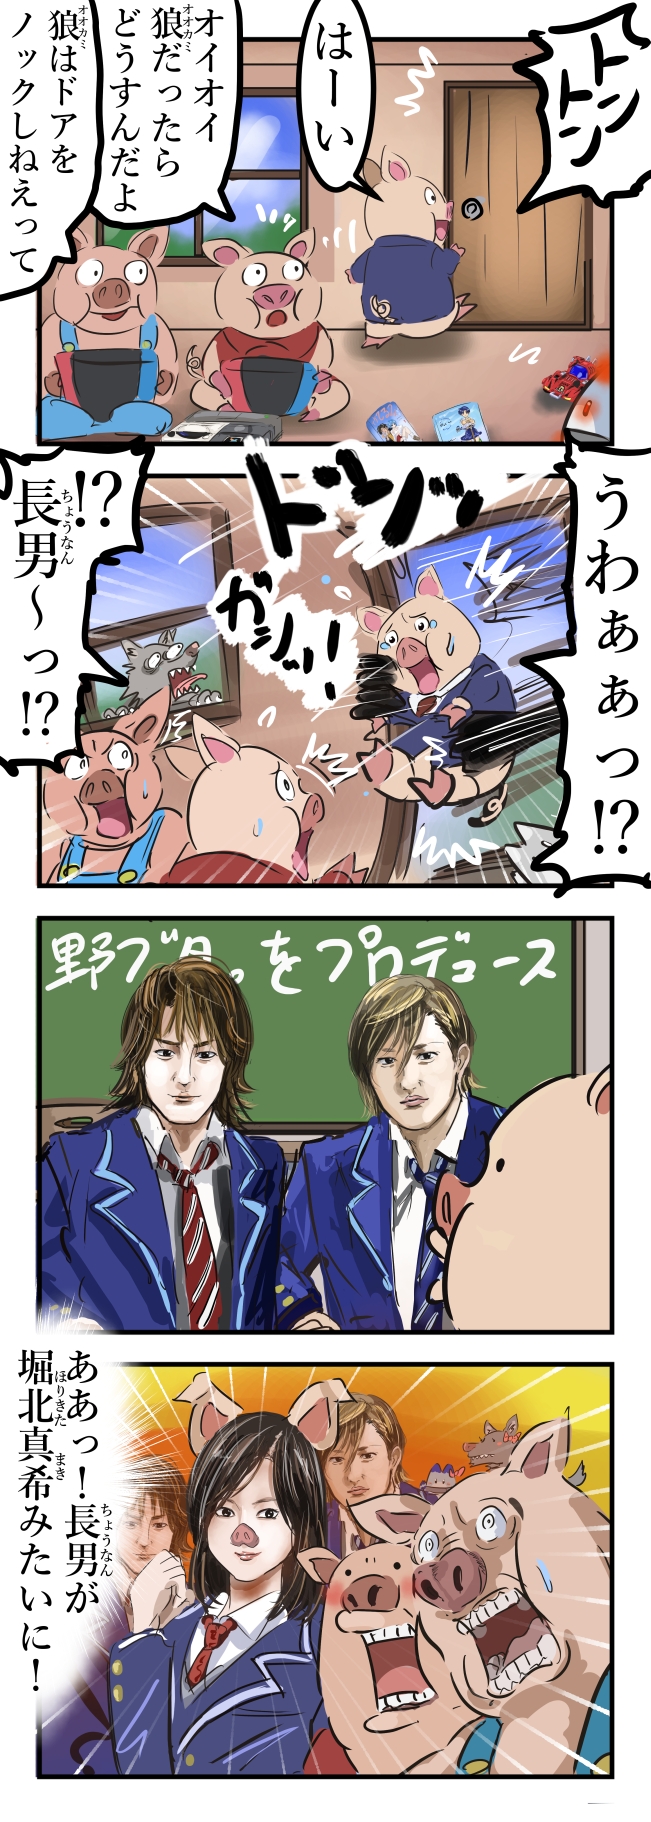 トントン
はーい
オイオイ
狼だったら
どうすんだよ
狼はドアを
ノックしねえって
うわぁぁっ!?
ドンッ
ガシッ!!
!?
長男〜っ!?
野ブタ。をプロデュース
ああっ！長男が
堀北真希みたいに！